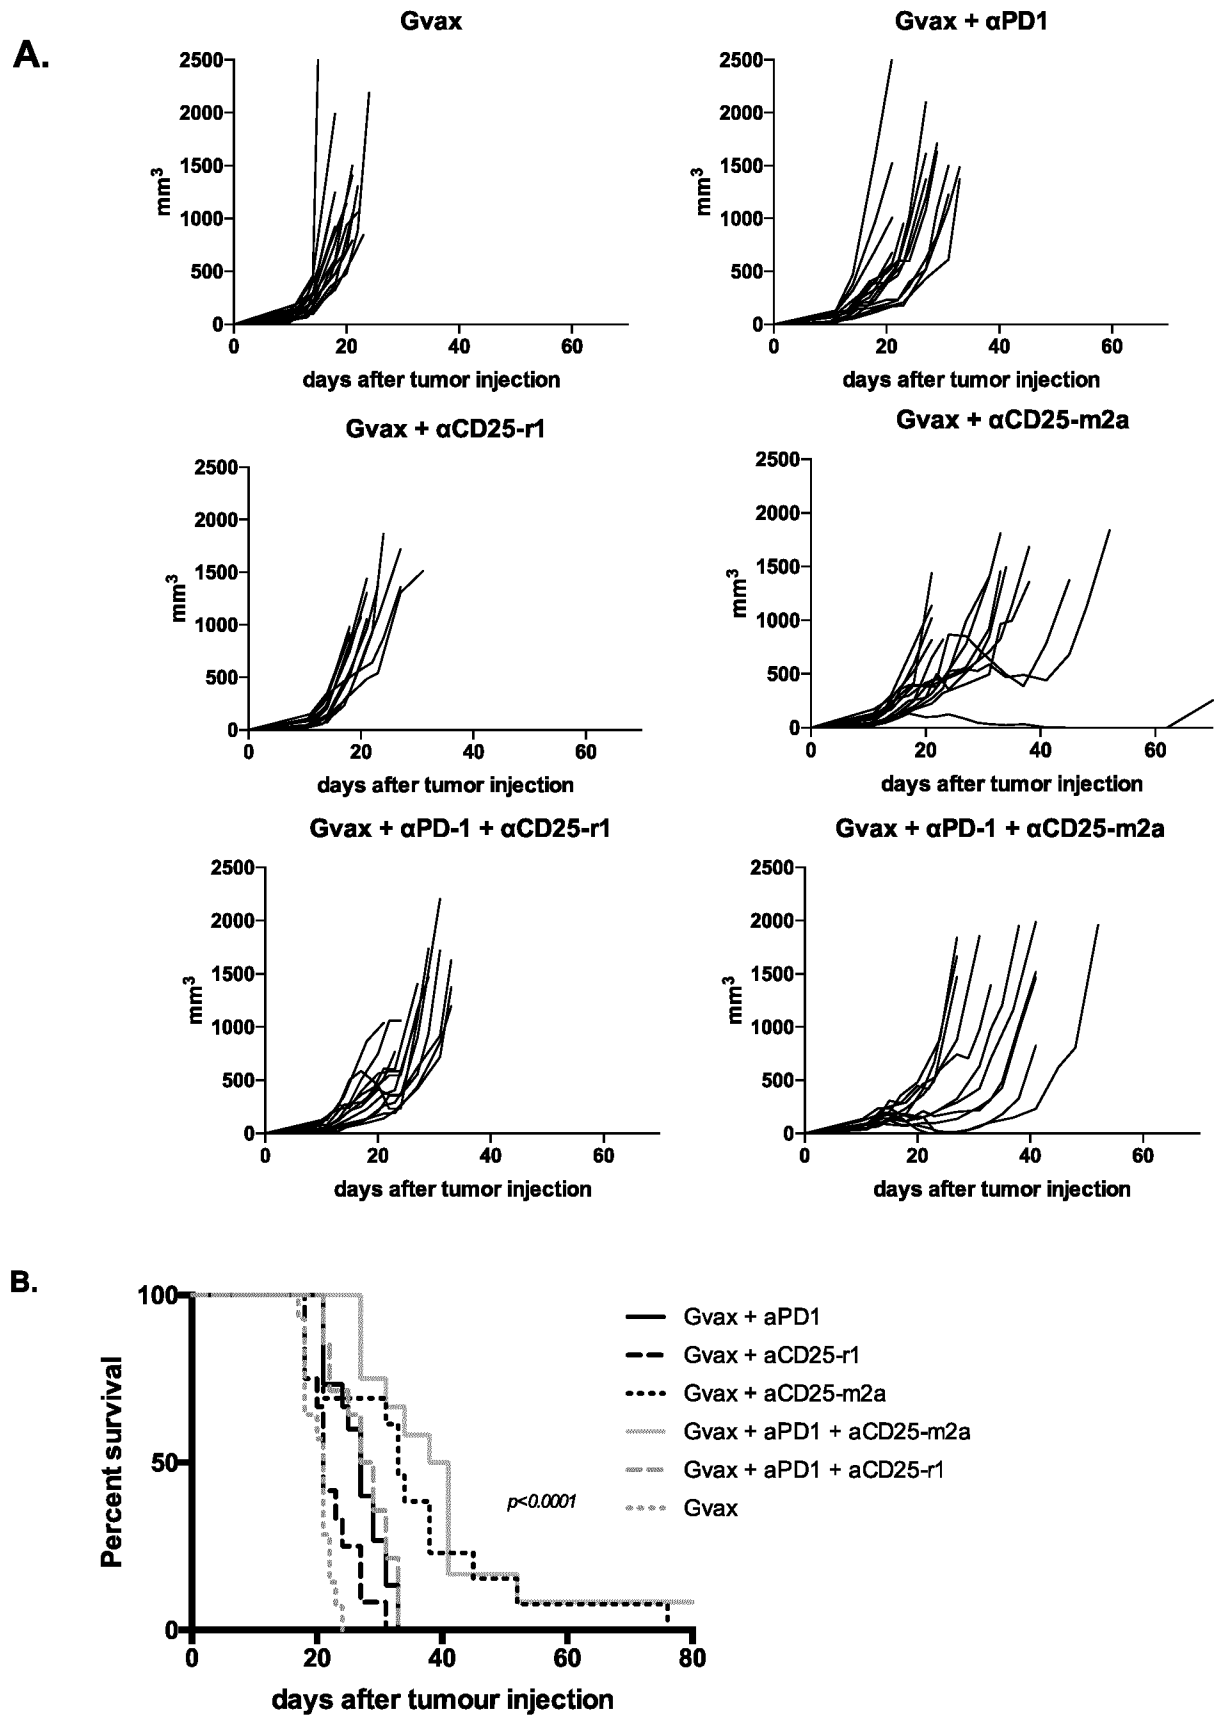 A.
Gvax
2500
2000
1500
1000
500
0
mm3
0 20 40 60
days after tumor injection
Gvax + αPD1
2500
2000
1500
1000
500
0
mm3
0 20 40 60
days after tumor injection
Gvax + αCD25-r1
2500
2000
1500
1000
500
0
mm3
0 20 40 60
days after tumor injection
Gvax + αCD25-m2a
2500
2000
1500
1000
500
0
mm3
0 20 40 60
days after tumor injection
Gvax + αPD-1 + αCD25-r1
2500
2000
1500
1000
500
0
mm3
0 20 40 60
days after tumor injection
Gvax + αPD-1 + αCD25-m2a
2500
2000
1500
1000
500
0
mm3
0 20 40 60
days after tumor injection
B.
100
50
0
Percent survival
0 20 40 60 80
days after tumour injection
p<0.0001
Gvax + aPD1
Gvax + aCD25-r1
Gvax + aCD25-m2a
Gvax + aPD1 + aCD25-m2a
Gvax + aPD1 + aCD25-r1
Gvax